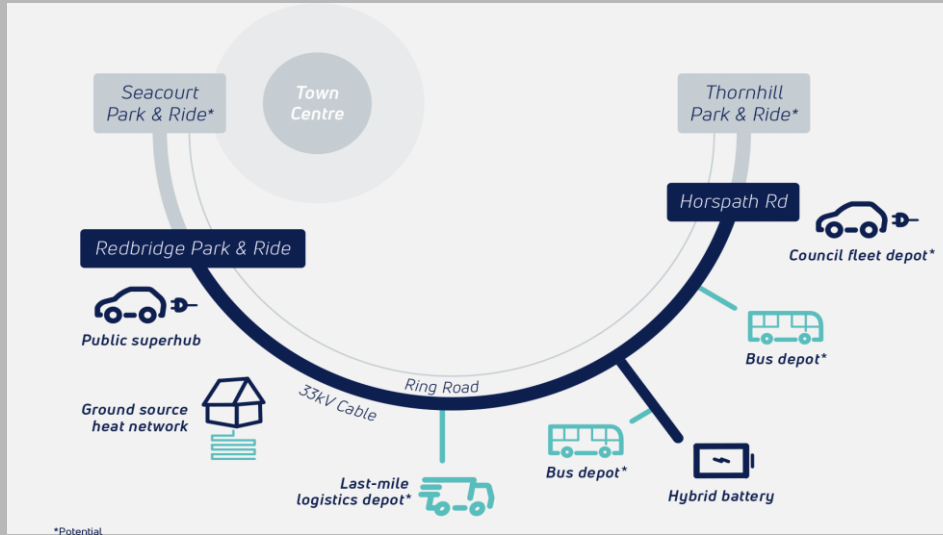 Seacourt
Park & Ride*
Town
Centre
Thornhill
Park & Ride*
Horspath Rd
Redbridge Park & Ride
Council fleet depot*
Public superhub
Bus depot*
Ring Road
33kV Cable
Ground source
heat network
Bus depot*
Last-mile
logistics depot*
Hybrid battery
*Potential